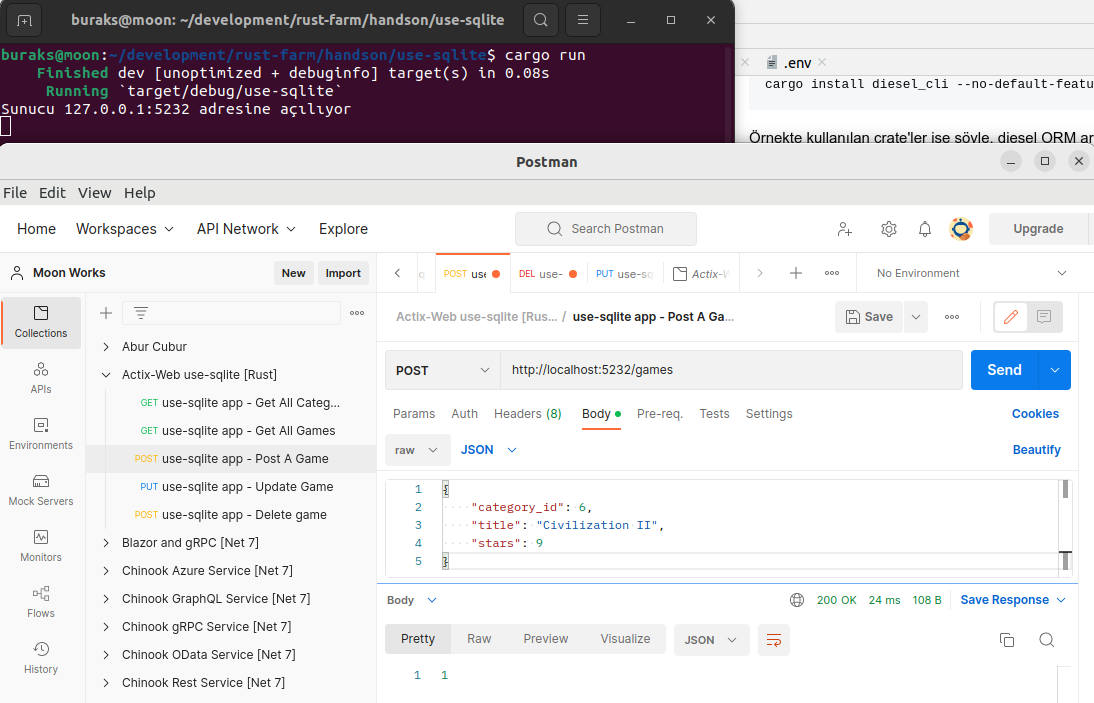 buraks@moon: ~/development/rust-farm/handson/use-sqlite
buraks@moon:~/development/rust-farm/handson/use-sqlite$ cargo run
Finished dev [unoptimized + debuginfo] target(s) in 0.08s
Running `target/debug/use-sqlite`
Sunucu 127.0.0.1:5232 adresine açılıyor
.env
cargo install diesel_cli --no-default-featu
Örnekte kullanılan crate'ler ise şöyle. diesel ORM ar
Postman
File Edit View Help
Home Workspaces API Network Explore
Search Postman
Upgrade
Moon Works
New Import
POST use
DEL use-
PUT use-sq
Actix-W
No Environment
Collections
APIs
Environments
Mock Servers
Monitors
Flows
History
Abur Cubur
Actix-Web use-sqlite [Rust]
GET use-sqlite app - Get All Categ...
GET use-sqlite app - Get All Games
POST use-sqlite app - Post A Game
PUT use-sqlite app - Update Game
POST use-sqlite app - Delete game
Blazor and gRPC [Net 7]
Chinook Azure Service [Net 7]
Chinook GraphQL Service [Net 7]
Chinook gRPC Service [Net 7]
Chinook OData Service [Net 7]
Chinook Rest Service [Net 7]
Actix-Web use-sqlite [Rus... / use-sqlite app - Post A Ga...
Save
POST http://localhost:5232/games
Send
Params Auth Headers (8) Body Pre-req. Tests Settings
Cookies
raw JSON
Beautify
1 {
2 "category_id": 6,
3 "title": "Civilization II",
4 "stars": 9
5 }
Body
200 OK 24 ms 108 B Save Response
Pretty Raw Preview Visualize JSON
1 1